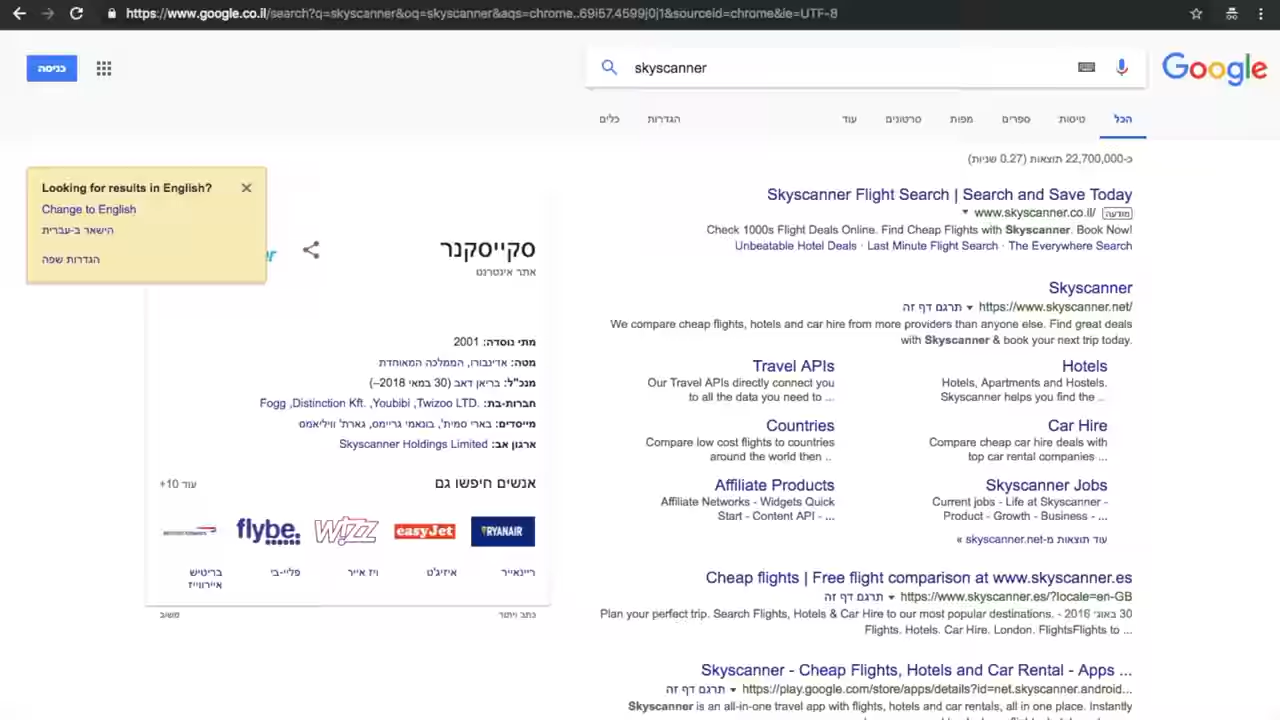 https://www.google.co.il/search?q=skyscanner&oq=skyscanner&aqs=chrome..69i57.4599j0j1&sourceid=chrome&ie=UTF-8
כניסה
skyscanner
Google
הכל
טיסות
ספרים
מפות
סרטונים
עוד
הגדרות
כלים
כ-22,700,000 תוצאות (0.27 שניות)
Skyscanner Flight Search | Search and Save Today
מודעה www.skyscanner.co.il/
Check 1000s Flight Deals Online. Find Cheap Flights with Skyscanner. Book Now!
Unbeatable Hotel Deals · Last Minute Flight Search · The Everywhere Search
Skyscanner
https://www.skyscanner.net/ תרגם דף זה
We compare cheap flights, hotels and car hire from more providers than anyone else. Find great deals
with Skyscanner & book your next trip today.
Hotels
Hotels, Apartments and Hostels.
Skyscanner helps you find the ...
Travel APIs
Our Travel APIs directly connect you
to all the data you need to ...
Car Hire
Compare cheap car hire deals with
top car rental companies ...
Countries
Compare low cost flights to countries
around the world then ..
Skyscanner Jobs
Current jobs - Life at Skyscanner -
Product - Growth - Business - ...
Affiliate Products
Affiliate Networks - Widgets Quick
Start - Content API - ...
עוד תוצאות מ-skyscanner.net »
Cheap flights | Free flight comparison at www.skyscanner.es
https://www.skyscanner.es/?locale=en-GB תרגם דף זה
30 באוג׳ 2016 - Plan your perfect trip. Search Flights, Hotels & Car Hire to our most popular destinations.
Flights. Hotels. Car Hire. London. FlightsFlights to ...
Skyscanner - Cheap Flights, Hotels and Car Rental - Apps ...
https://play.google.com/store/apps/details?id=net.skyscanner.android... תרגם דף זה
Skyscanner is an all-in-one travel app with flights, hotels and car rentals, all in one place. Instantly
Looking for results in English?
Change to English
הישאר ב-עברית
הגדרות שפה
סקייסקנר
אתר אינטרנט
מתי נוסדה: 2001
מטה: אדינבורו, הממלכה המאוחדת
מנכ"ל: בריאן דאב (30 במאי 2018–)
חברות-בת: Fogg ,Distinction Kft. ,Youbibi ,Twizoo LTD.
מייסדים: בארי סמית', בונאמי גריימס, גארת' וויליאמס
ארגון אב: Skyscanner Holdings Limited
אנשים חיפשו גם
עוד 10+
RYANAIR
easyJet
WIZZ
flybe.
ריינאייר
איזיג'ט
ויז אייר
פליי-בי
בריטיש
איירווייז
כתב ויתור
משוב